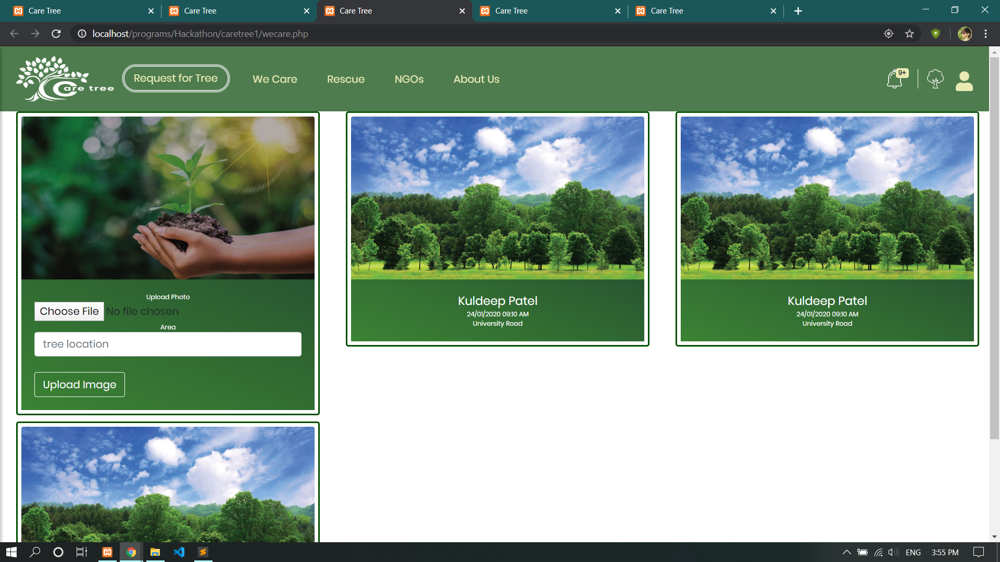 Care Tree Care Tree Care Tree Care Tree Care Tree
localhost/programs/Hackathon/caretree1/wecare.php
Care tree Request for Tree We Care Rescue NGOs About Us 9+
Upload Photo
Choose File No file chosen
Area
tree location
Upload Image
Kuldeep Patel
24/01/2020 09:10 AM
University Road
Kuldeep Patel
24/01/2020 09:10 AM
University Road
ENG 3:55 PM